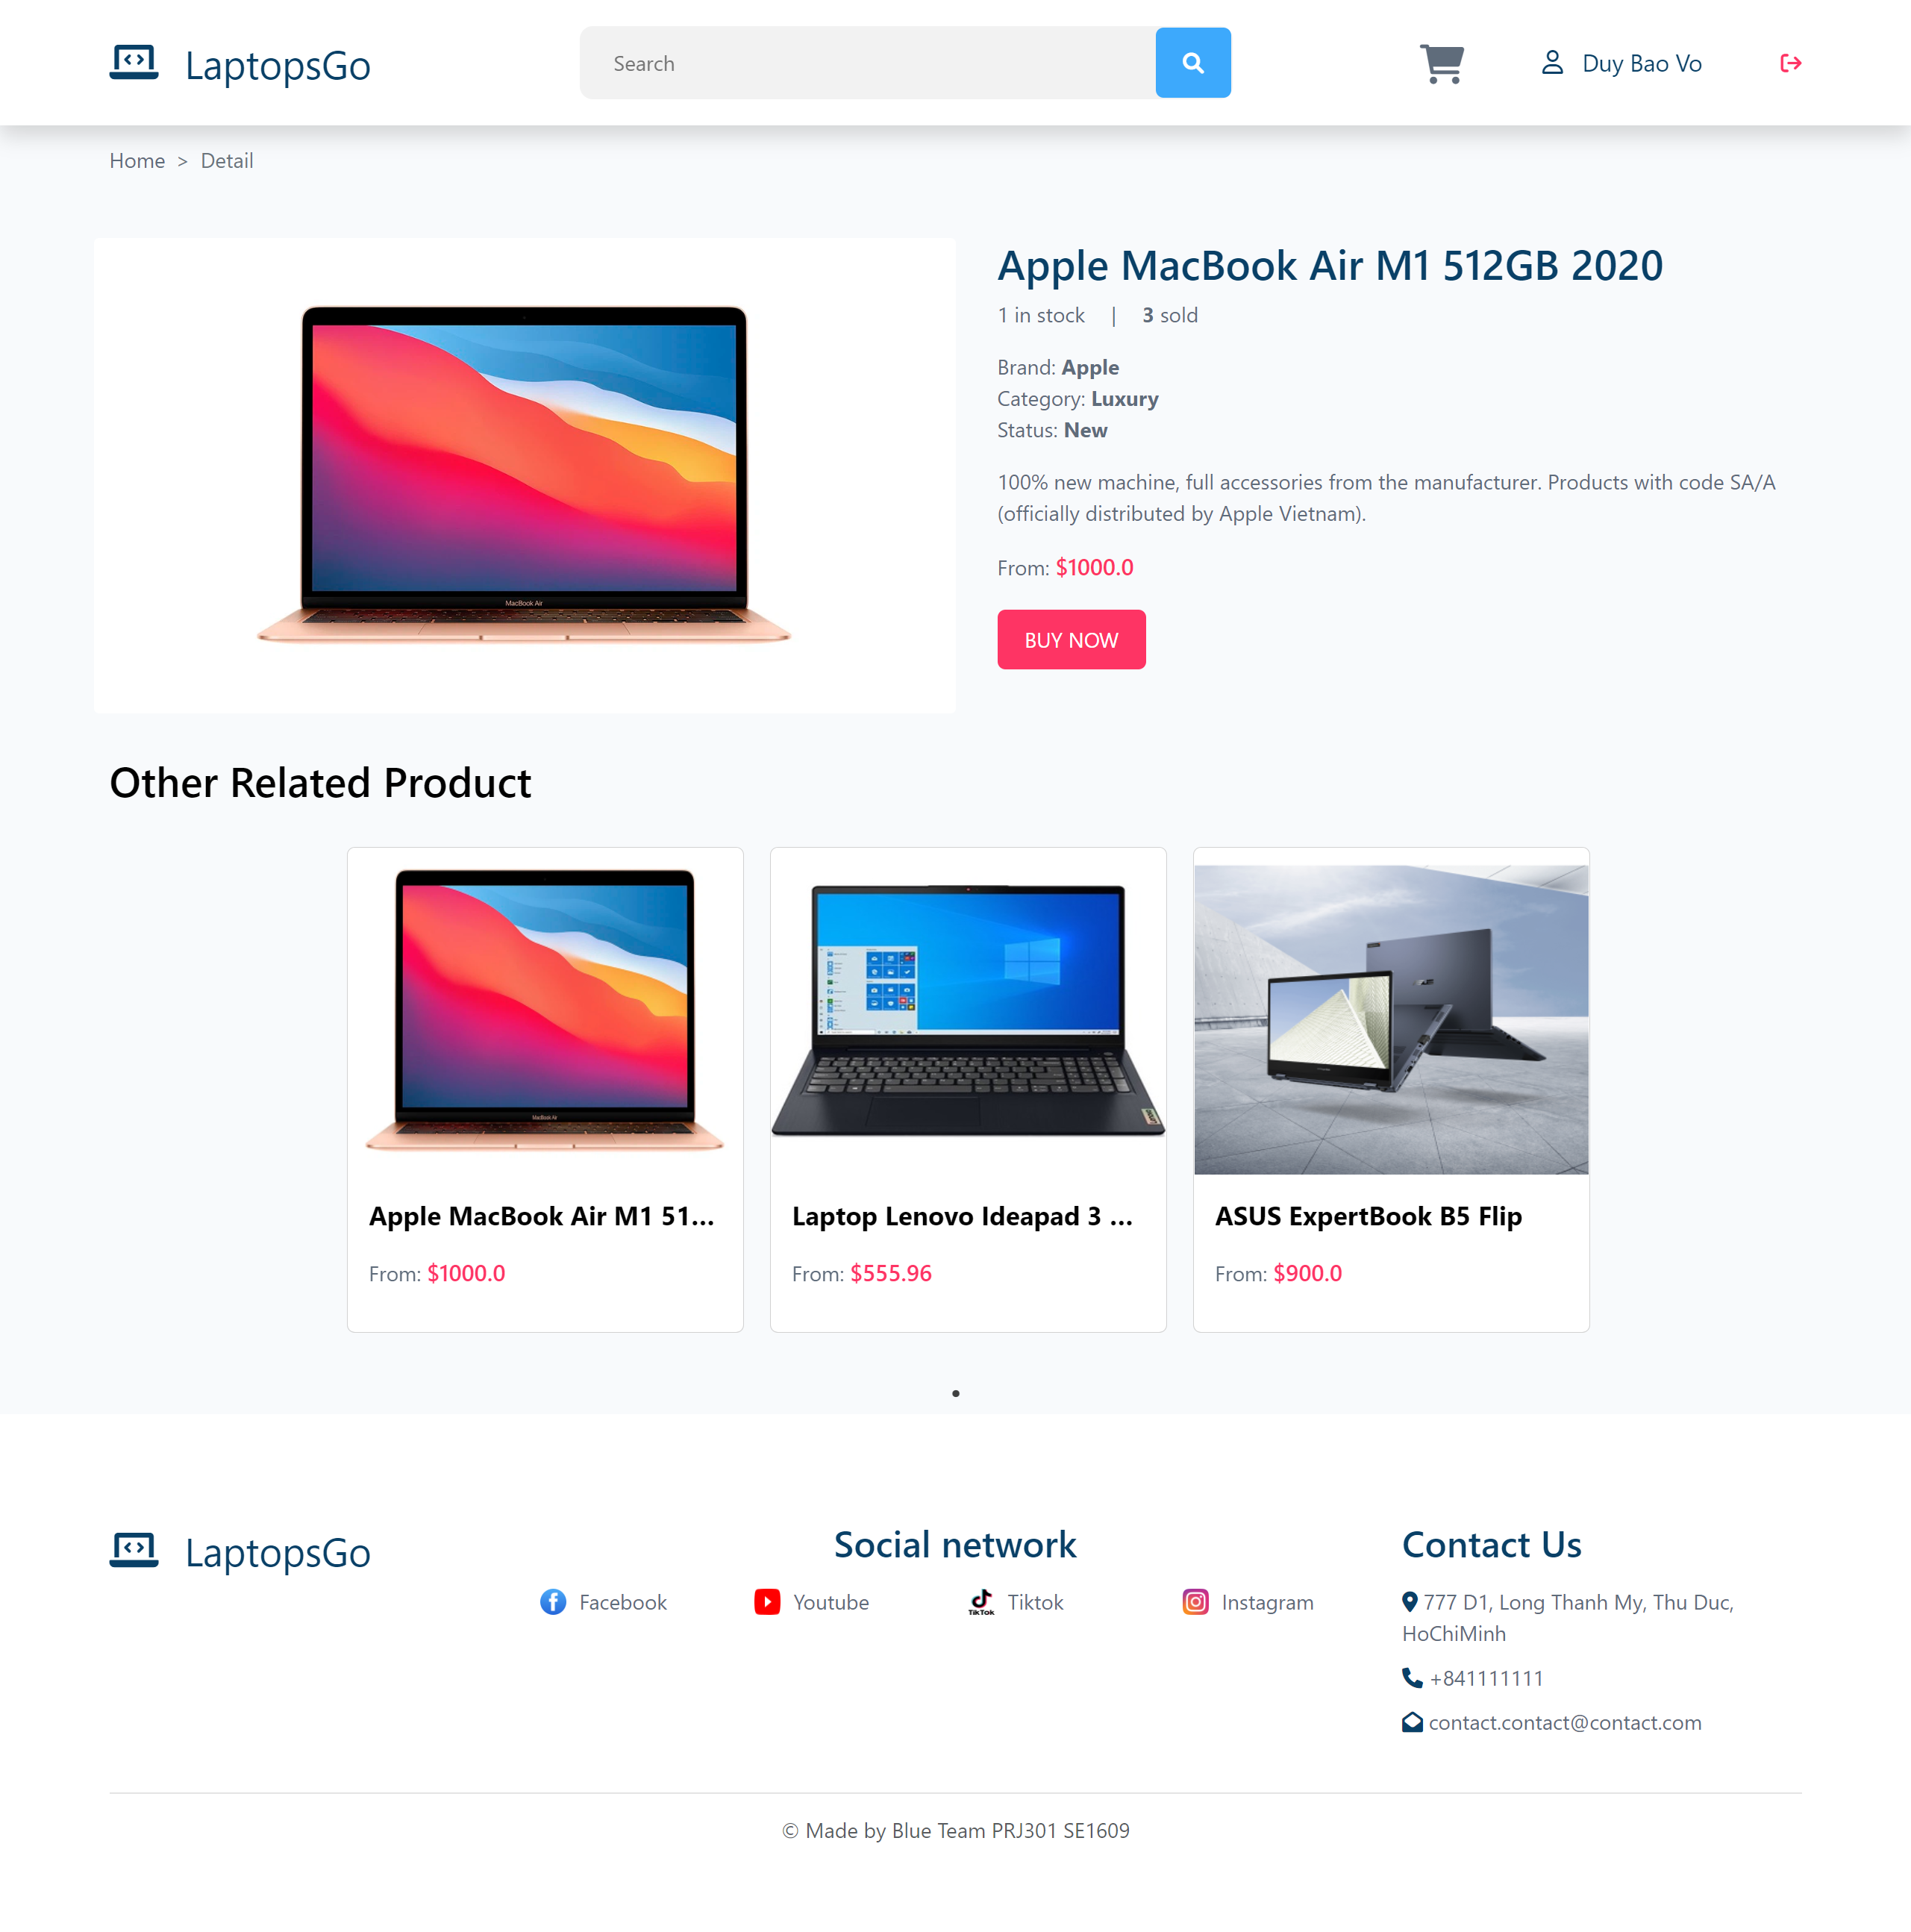 LaptopsGo
Search
Duy Bao Vo
Home > Detail
Apple MacBook Air M1 512GB 2020
1 in stock | 3 sold
Brand: Apple
Category: Luxury
Status: New
100% new machine, full accessories from the manufacturer. Products with code SA/A
(officially distributed by Apple Vietnam).
From: $1000.0
BUY NOW
MacBook Air
Other Related Product
MacBook Air
Apple MacBook Air M1 51...
From: $1000.0
Laptop Lenovo Ideapad 3 ...
From: $555.96
ASUS ExpertBook B5 Flip
From: $900.0
LaptopsGo
Social network
Facebook
Youtube
TikTok
Tiktok
Instagram
Contact Us
777 D1, Long Thanh My, Thu Duc,
HoChiMinh
+841111111
contact.contact@contact.com
© Made by Blue Team PRJ301 SE1609